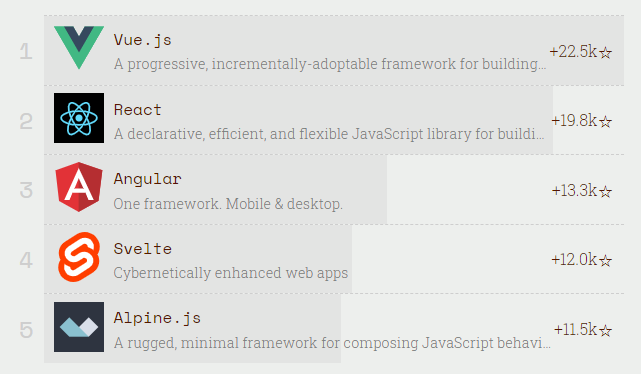 1
Vue.js
A progressive, incrementally-adoptable framework for building...
+22.5k☆
2
React
A declarative, efficient, and flexible JavaScript library for buildi...
+19.8k☆
3
Angular
One framework. Mobile & desktop.
+13.3k☆
4
Svelte
Cybernetically enhanced web apps
+12.0k☆
5
Alpine.js
A rugged, minimal framework for composing JavaScript behavi...
+11.5k☆